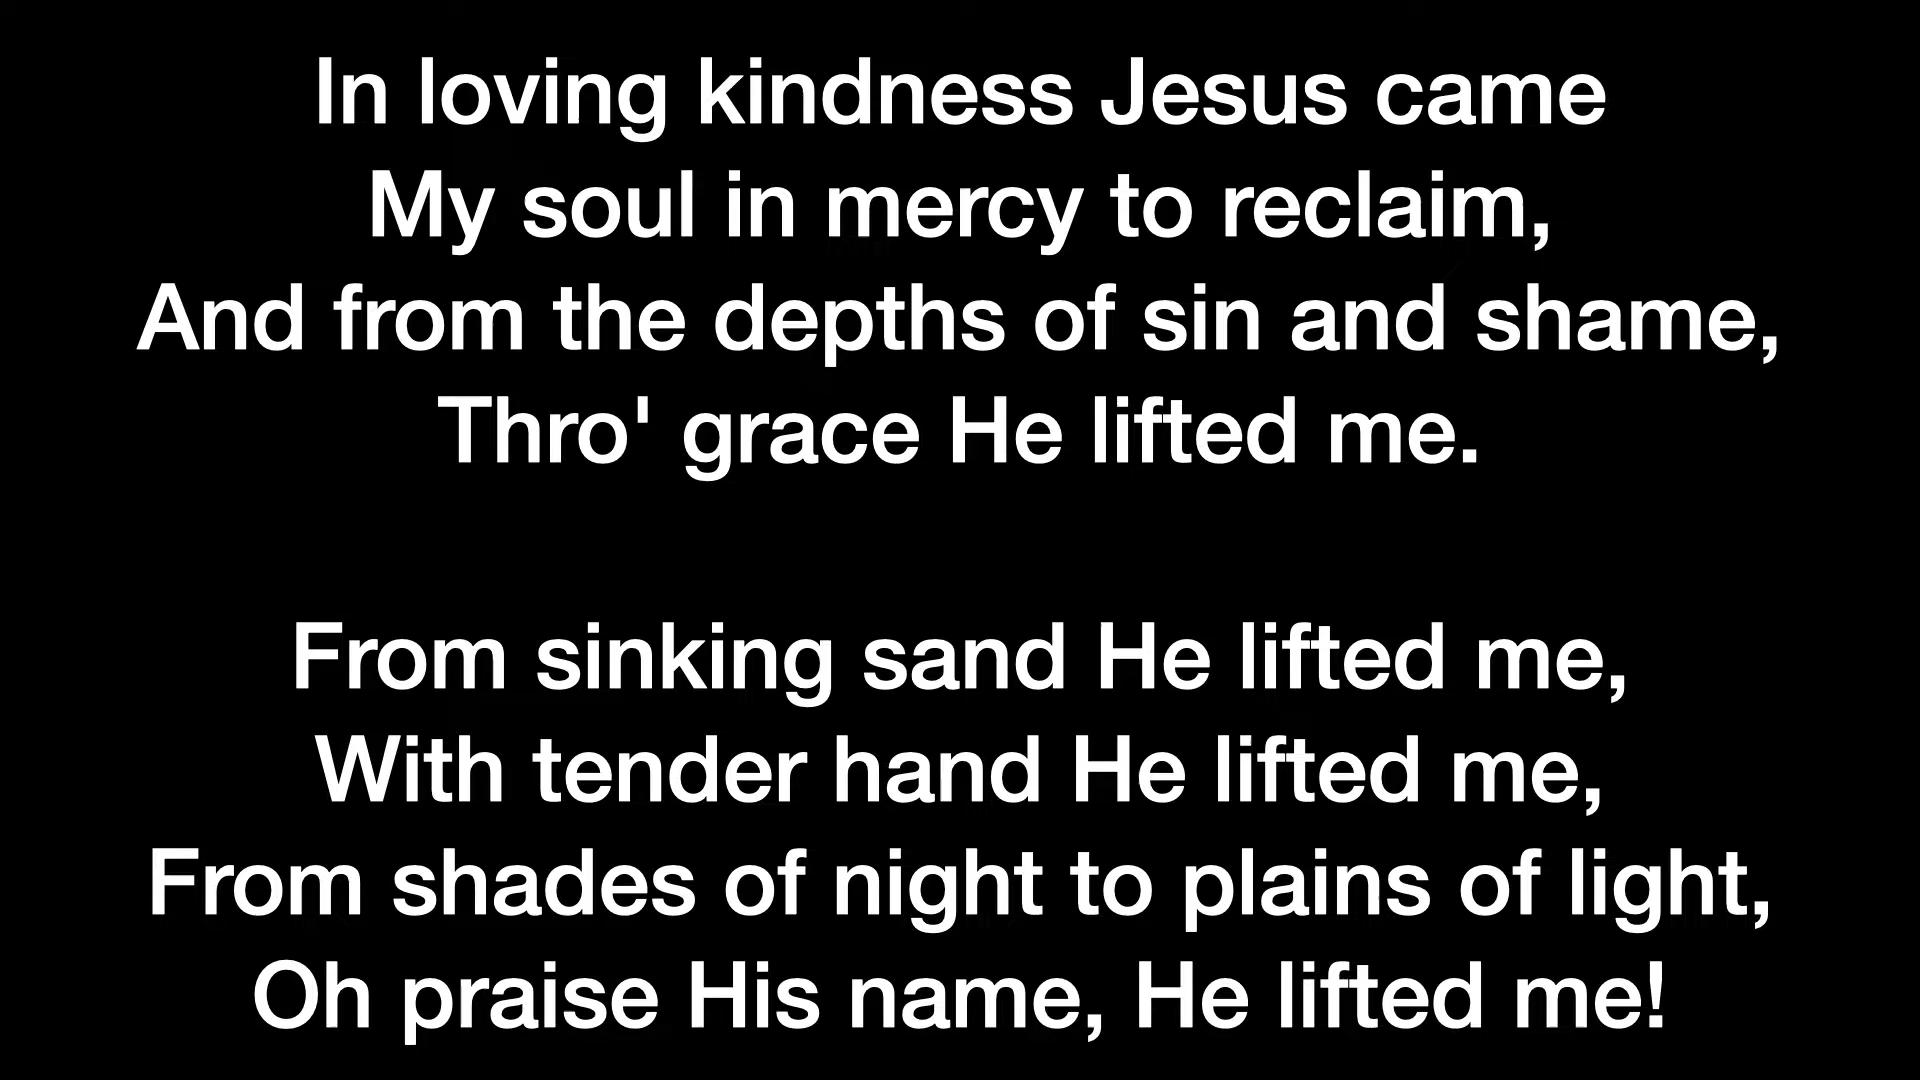 In loving kindness Jesus came
My soul in mercy to reclaim,
And from the depths of sin and shame,
Thro' grace He lifted me.
From sinking sand He lifted me,
With tender hand He lifted me,
From shades of night to plains of light,
Oh praise His name, He lifted me!